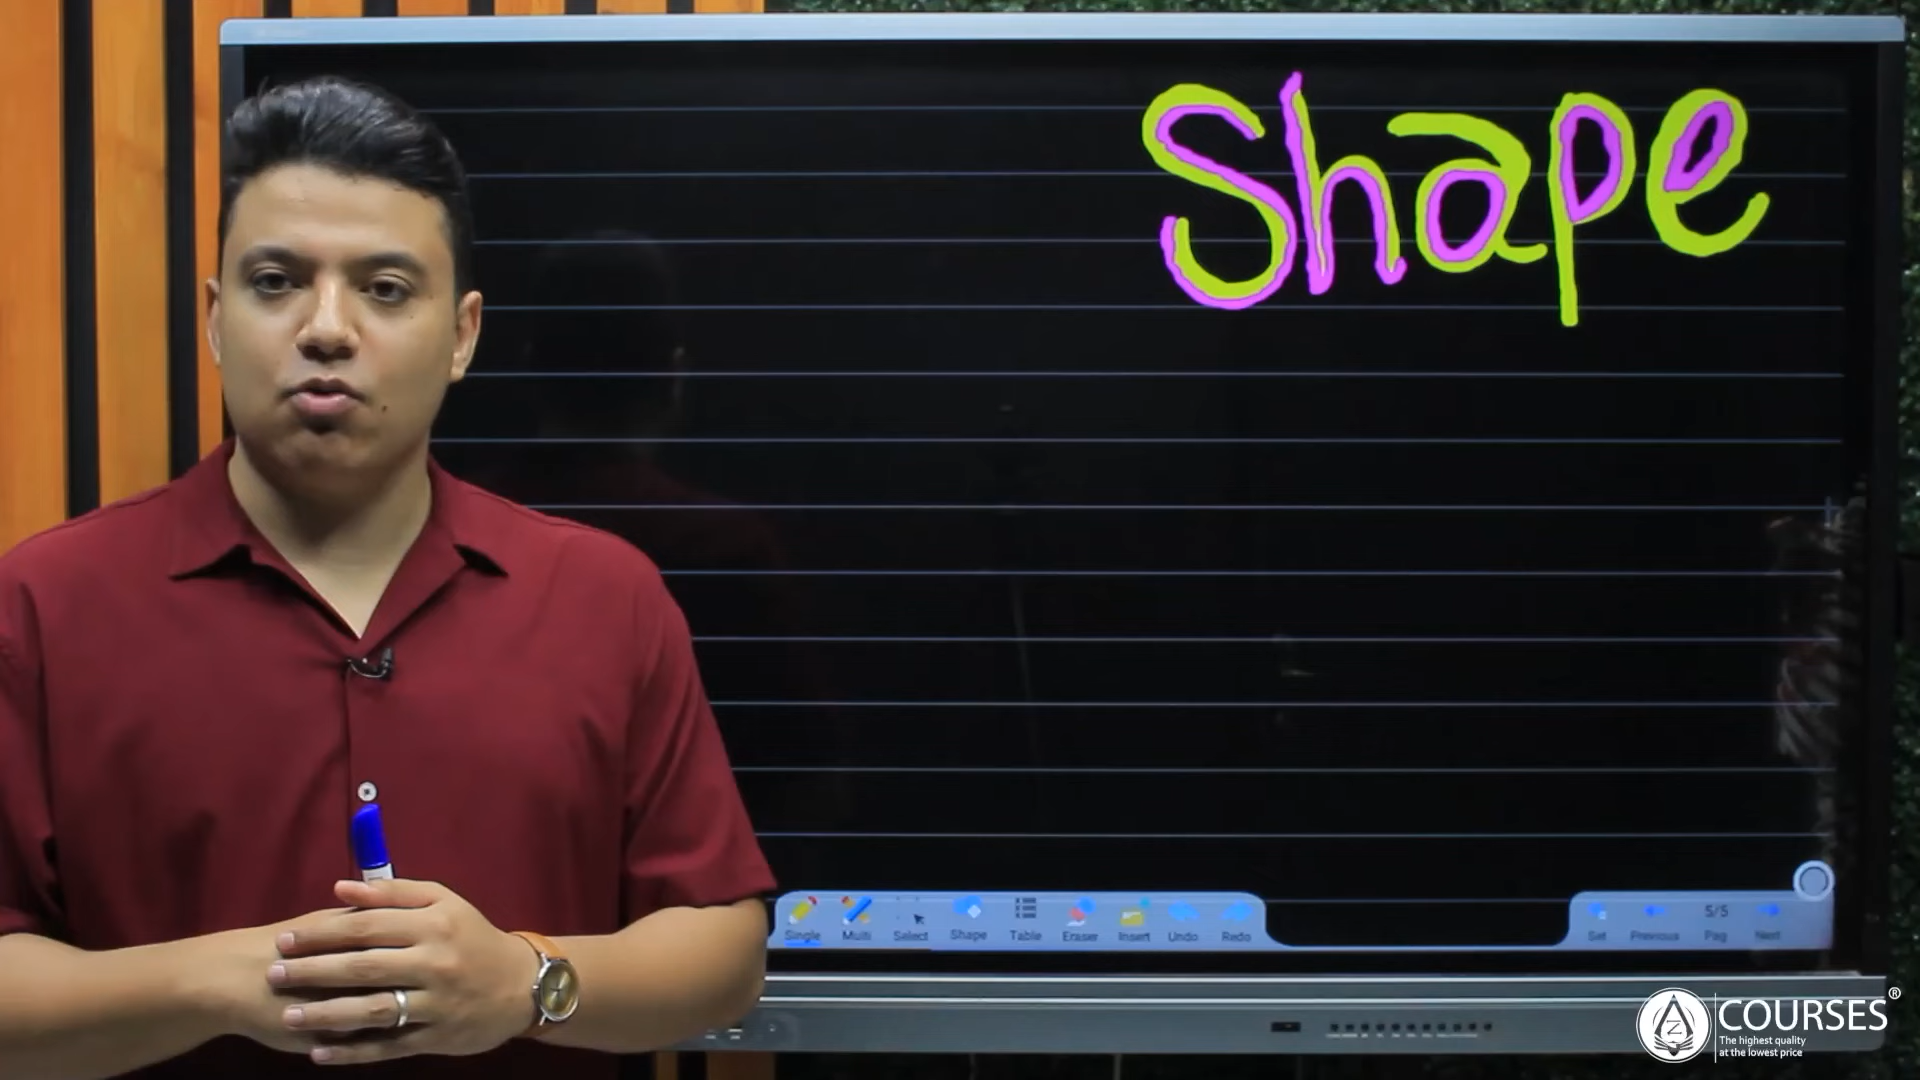 Shape
Single Multi Select Shape Table Eraser Insert Undo Redo
5/5
Set Previous Pag Next
COURSES®
The highest quality
at the lowest price